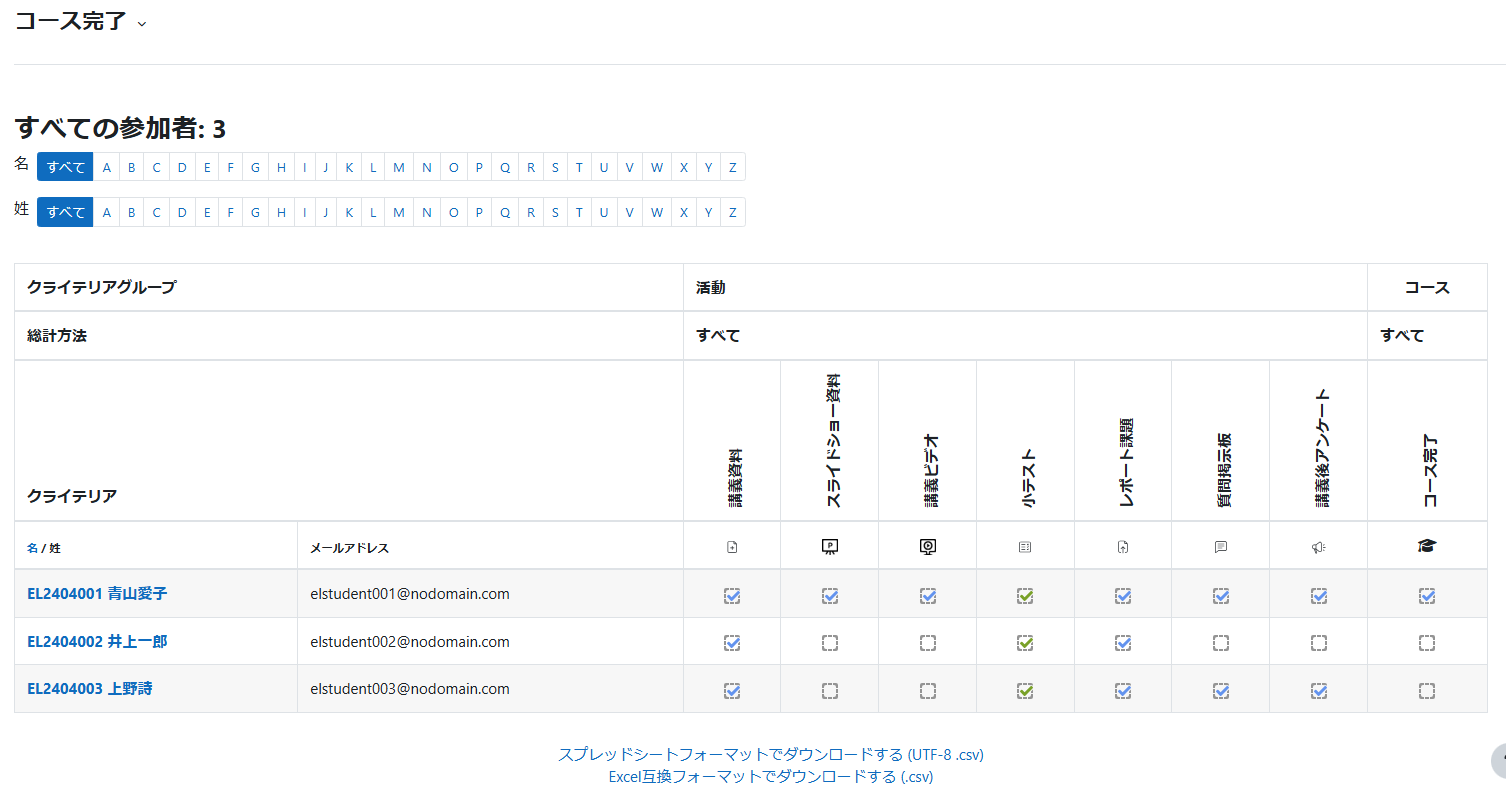 コース完了
すべての参加者: 3
名 すべて A B C D E F G H I J K L M N O P Q R S T U V W X Y Z
姓 すべて A B C D E F G H I J K L M N O P Q R S T U V W X Y Z
クライテリアグループ 活動 コース
総計方法 すべて すべて
クライテリア 講義資料 スライドショー資料 講義ビデオ 小テスト レポート課題 質問掲示板 講義後アンケート コース完了
名 / 姓 メールアドレス
EL2404001 青山愛子 elstudent001@nodomain.com
EL2404002 井上一郎 elstudent002@nodomain.com
EL2404003 上野詩 elstudent003@nodomain.com
スプレッドシートフォーマットでダウンロードする (UTF-8 .csv)
Excel互換フォーマットでダウンロードする (.csv)